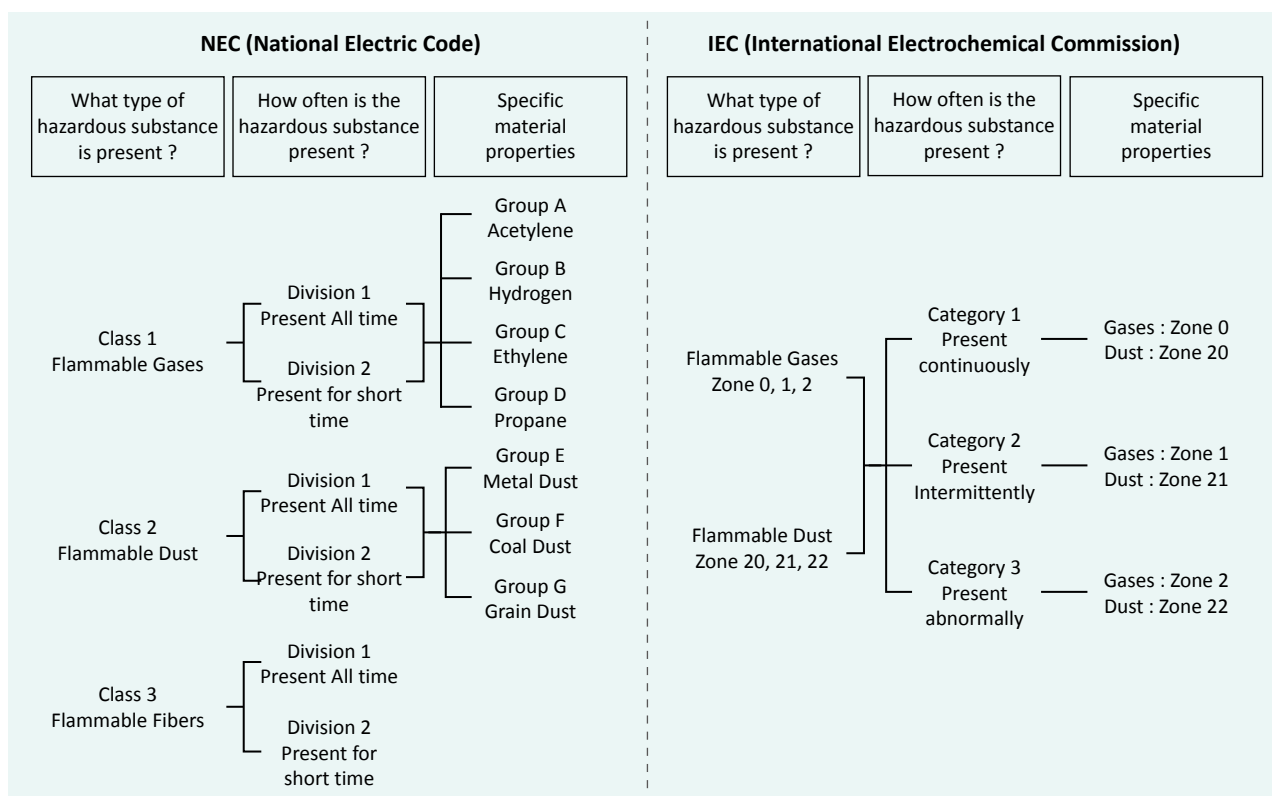 NEC (National Electric Code)
What type of
hazardous substance
is present ?
How often is the
hazardous substance
present ?
Specific
material
properties
Class 1
Flammable Gases
Division 1
Present All time
Division 2
Present for short
time
Group A
Acetylene
Group B
Hydrogen
Group C
Ethylene
Group D
Propane
Class 2
Flammable Dust
Division 1
Present All time
Division 2
Present for short
time
Group E
Metal Dust
Group F
Coal Dust
Group G
Grain Dust
Class 3
Flammable Fibers
Division 1
Present All time
Division 2
Present for
short time
IEC (International Electrochemical Commission)
What type of
hazardous substance
is present ?
How often is the
hazardous substance
present ?
Specific
material
properties
Flammable Gases
Zone 0, 1, 2
Flammable Dust
Zone 20, 21, 22
Category 1
Present
continuously
Gases : Zone 0
Dust : Zone 20
Category 2
Present
Intermittently
Gases : Zone 1
Dust : Zone 21
Category 3
Present
abnormally
Gases : Zone 2
Dust : Zone 22